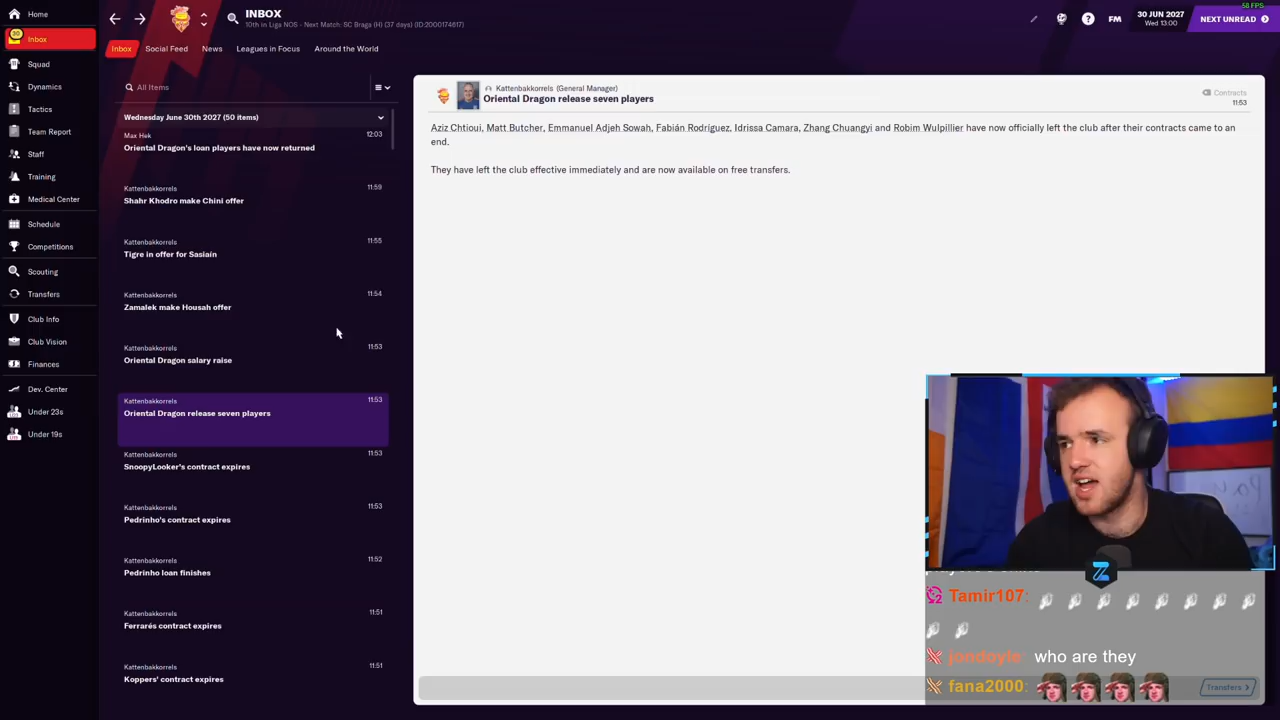 58 FPS
Home
INBOX
10th in Liga NOS - Next Match: SC Braga (H) (37 days) (ID:2000174617)
FM
30 JUN 2027
Wed 13:00
NEXT UNREAD
30
Inbox
Inbox Social Feed News Leagues in Focus Around the World
Squad
Dynamics
Tactics
Team Report
Staff
Training
Medical Center
Schedule
Competitions
Scouting
Transfers
Club Info
Club Vision
Finances
Dev. Center
Under 23s
Under 19s
All Items
Wednesday June 30th 2027 (50 items)
Max Hek 12:03
Oriental Dragon's loan players have now returned
Kattenbakkorrels 11:59
Shahr Khodro make Chini offer
Kattenbakkorrels 11:55
Tigre in offer for Sasiaín
Kattenbakkorrels 11:54
Zamalek make Housah offer
Kattenbakkorrels 11:53
Oriental Dragon salary raise
Kattenbakkorrels 11:53
Oriental Dragon release seven players
Kattenbakkorrels 11:53
SnoopyLooker's contract expires
Kattenbakkorrels 11:53
Pedrinho's contract expires
Kattenbakkorrels 11:52
Pedrinho loan finishes
Kattenbakkorrels 11:51
Ferrarés contract expires
Kattenbakkorrels 11:51
Koppers' contract expires
Kattenbakkorrels (General Manager)
Oriental Dragon release seven players
Contracts
11:53
Aziz Chtioui, Matt Butcher, Emmanuel Adjeh Sowah, Fabián Rodríguez, Idrissa Camara, Zhang Chuangyi and Robim Wulpillier have now officially left the club after their contracts came to an
end.
They have left the club effective immediately and are now available on free transfers.
Tamir107:
jondoyle: who are they
fana2000:
Transfers